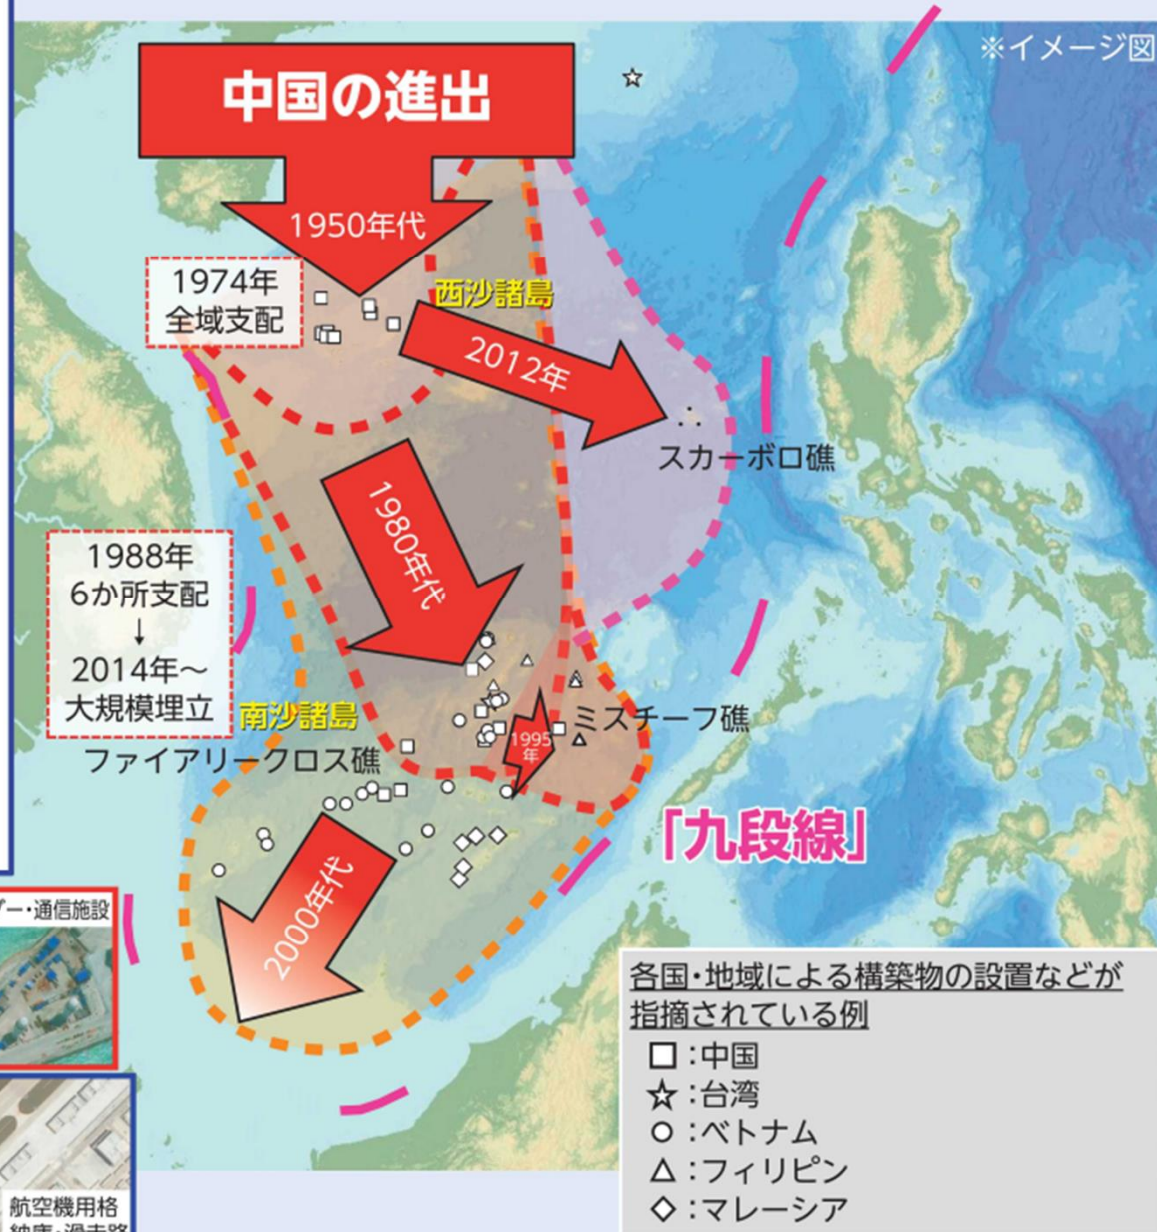 ※イメージ図
中国の進出
1950年代
1974年
全域支配
西沙諸島
2012年
スカーボロ礁
1980年代
1988年
6か所支配
↓
2014年～
大規模埋立
南沙諸島
ファイアリークロス礁
1995
年
ミスチーフ礁
「九段線」
2000年代
ー・通信施設
航空機用格
各国・地域による構築物の設置などが
指摘されている例
□：中国
☆：台湾
○：ベトナム
△：フィリピン
◇：マレーシア